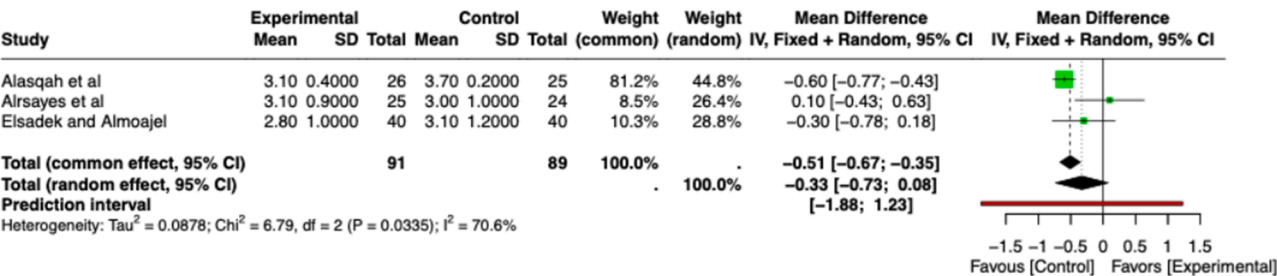 Experimental Control Weight Weight Mean Difference Mean Difference
Study Mean SD Total Mean SD Total (common) (random) IV, Fixed + Random, 95% CI IV, Fixed + Random, 95% CI
Alasqah et al 3.10 0.4000 26 3.70 0.2000 25 81.2% 44.8% −0.60 [−0.77; −0.43]
Alrsayes et al 3.10 0.9000 25 3.00 1.0000 24 8.5% 26.4% 0.10 [−0.43; 0.63]
Elsadek and Almoajel 2.80 1.0000 40 3.10 1.2000 40 10.3% 28.8% −0.30 [−0.78; 0.18]
Total (common effect, 95% CI) 91 89 100.0% . −0.51 [−0.67; −0.35]
Total (random effect, 95% CI) . 100.0% −0.33 [−0.73; 0.08]
Prediction interval [−1.88; 1.23]
Heterogeneity: Tau² = 0.0878; Chi² = 6.79, df = 2 (P = 0.0335); I² = 70.6%
−1.5 −1 −0.5 0 0.5 1 1.5
Favous [Control] Favors [Experimental]